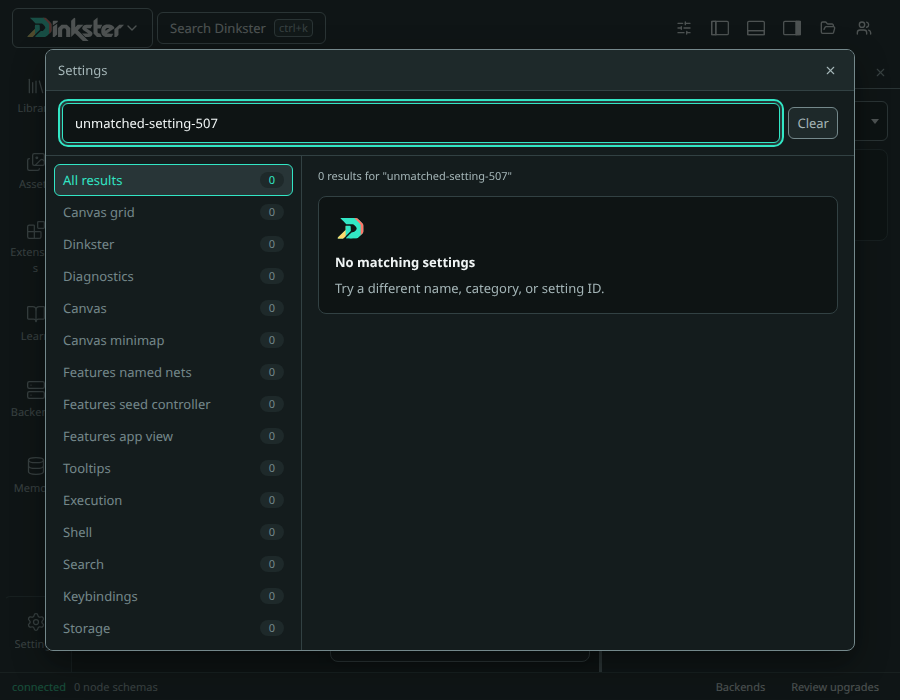 Dinkster
Search Dinkster ctrl+k
Settings
unmatched-setting-507
Clear
All results 0
Canvas grid 0
Dinkster 0
Diagnostics 0
Canvas 0
Canvas minimap 0
Features named nets 0
Features seed controller 0
Features app view 0
Tooltips 0
Execution 0
Shell 0
Search 0
Keybindings 0
Storage 0
0 results for "unmatched-setting-507"
No matching settings
Try a different name, category, or setting ID.
connected 0 node schemas
Backends
Review upgrades